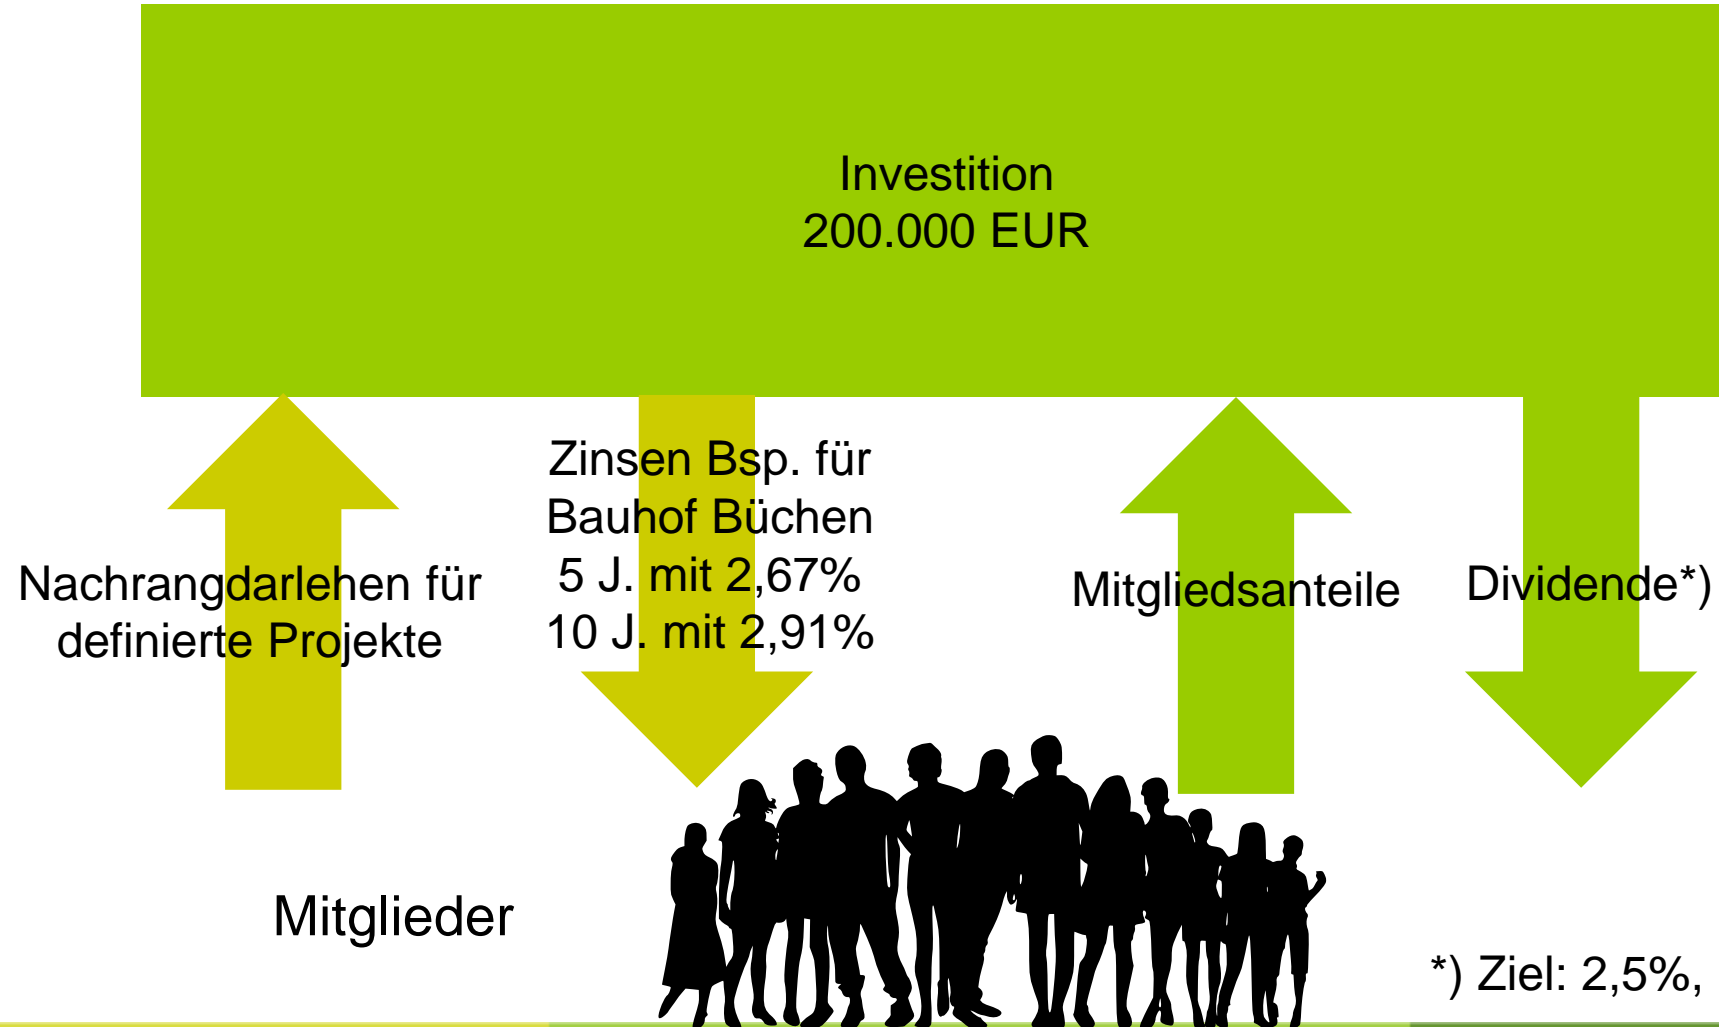 Investition
200.000 EUR
Nachrangdarlehen für
definierte Projekte
Zinsen Bsp. für
Bauhof Büchen
5 J. mit 2,67%
10 J. mit 2,91%
Mitgliedsanteile
Dividende*)
Mitglieder
*) Ziel: 2,5%,